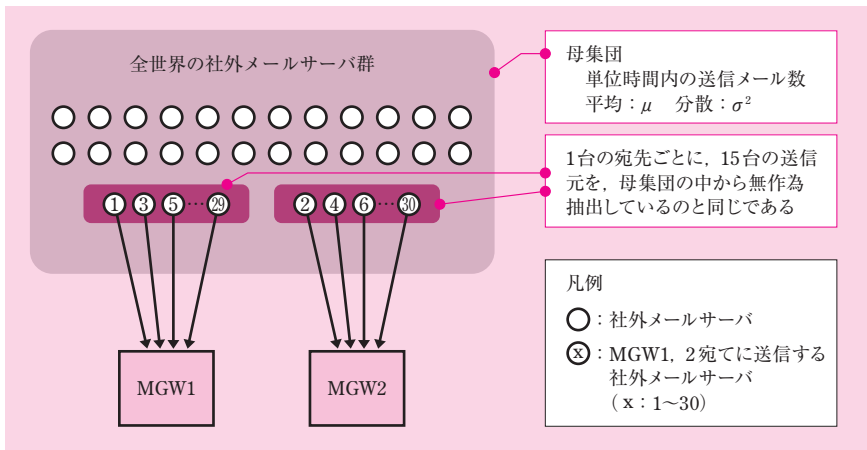 全世界の社外メールサーバ群
① ③ ⑤ … ㉙
② ④ ⑥ … ㉚
MGW1
MGW2
母集団
単位時間内の送信メール数
平均：μ 分散：σ²
1台の宛先ごとに，15台の送信
元を，母集団の中から無作為
抽出しているのと同じである
凡例
○：社外メールサーバ
ⓧ：MGW1，2宛てに送信する
社外メールサーバ
（x：1～30）